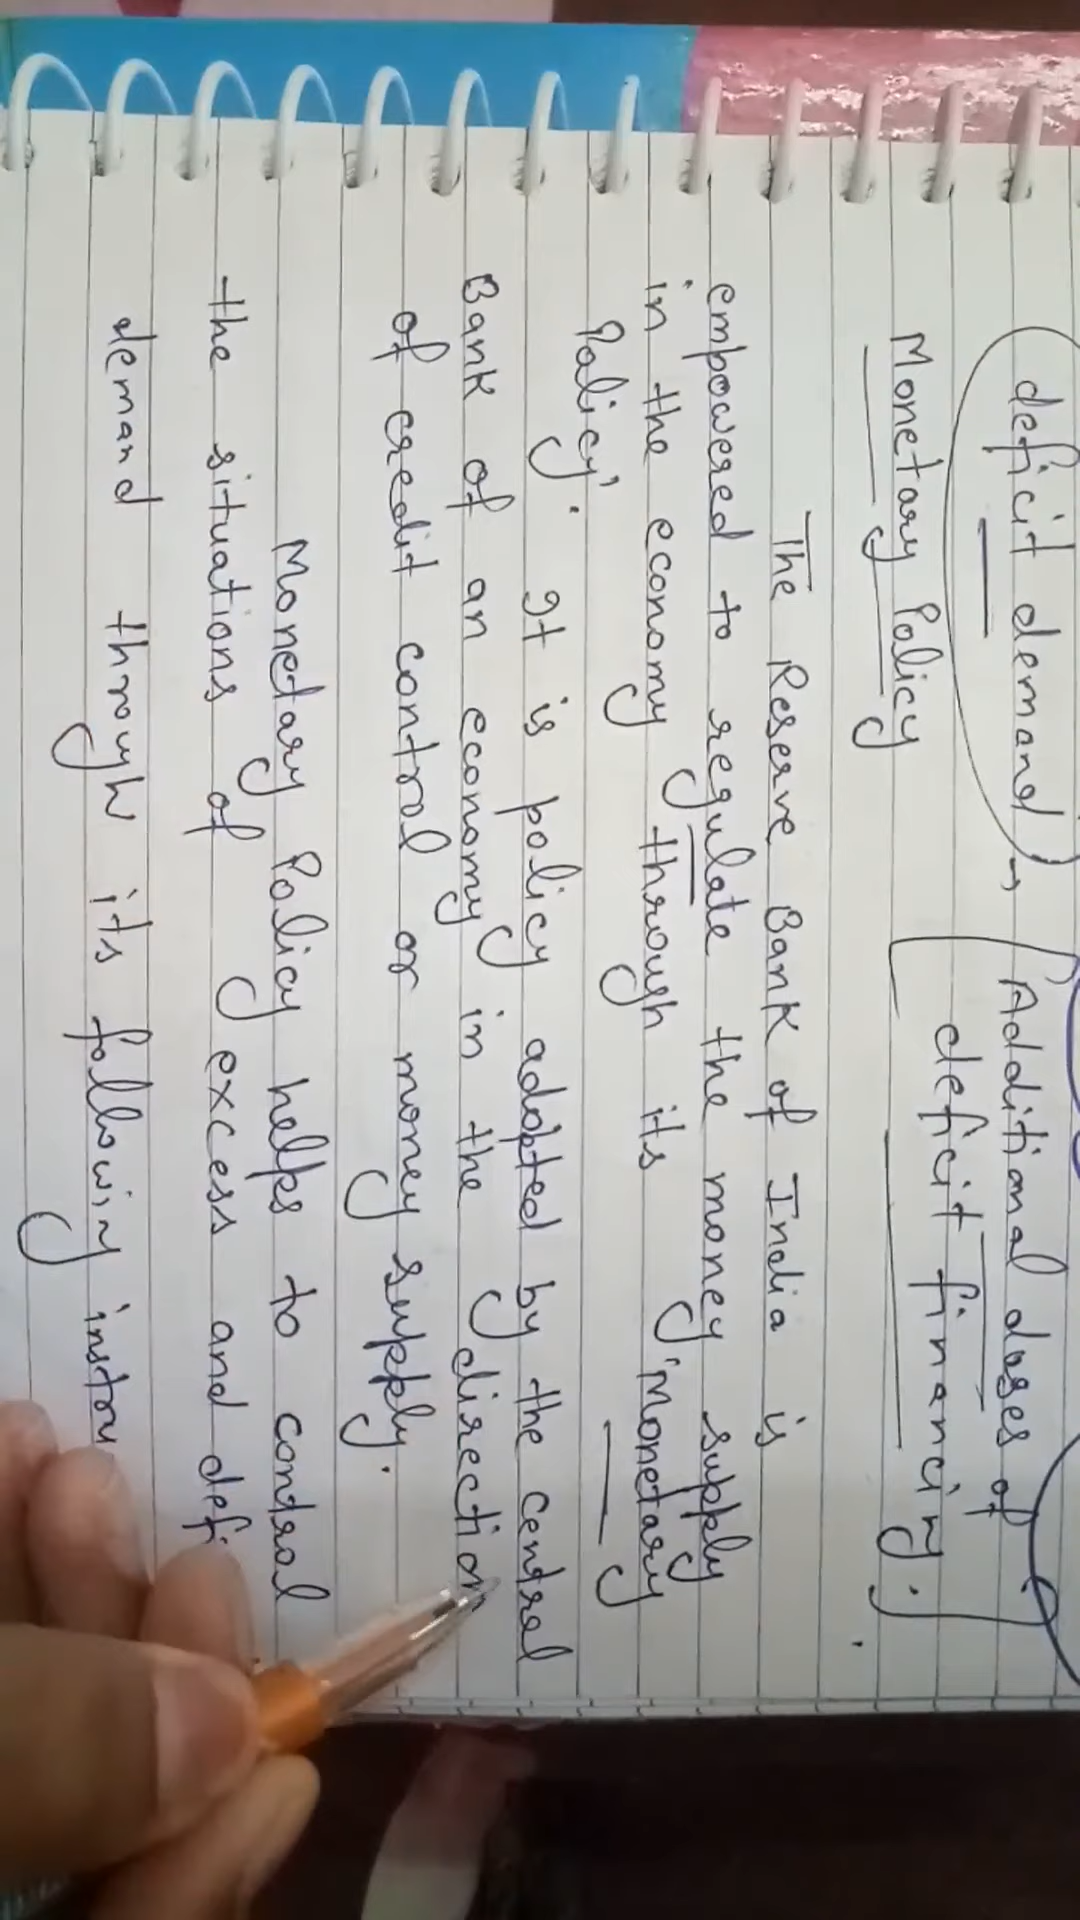 deficit demand → Additional doses of
deficit financing.
Monetary Policy
The Reserve Bank of India is
empowered to regulate the money supply
in the economy through its 'Monetary
Policy'. It is policy adopted by the central
Bank of an economy in the direction
of credit control or money supply.
Monetary Policy helps to control
the situations of excess and defi
demand through its following instru